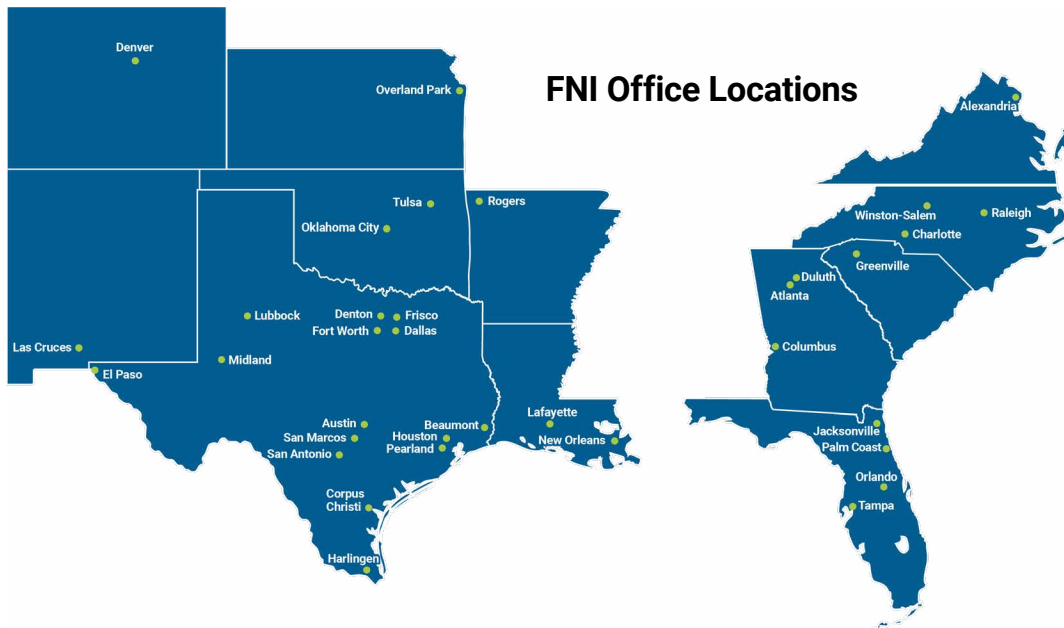 FNI Office Locations
Denver
Overland Park
Alexandria
Tulsa
Rogers
Oklahoma City
Winston-Salem
Raleigh
Charlotte
Greenville
Duluth
Atlanta
Lubbock
Denton
Frisco
Fort Worth
Dallas
Las Cruces
Midland
El Paso
Columbus
Lafayette
Austin
Beaumont
San Marcos
Houston
New Orleans
Pearland
San Antonio
Jacksonville
Palm Coast
Orlando
Tampa
Corpus
Christi
Harlingen